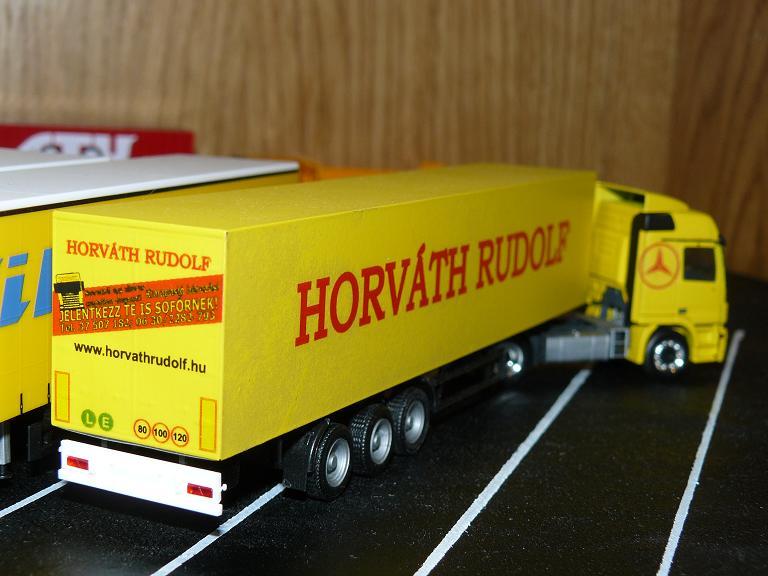 HORVÁTH RUDOLF
JELENTKEZZ TE IS SOFŐRNEK!
www.horvathrudolf.hu
L E
80 100 120
HORVÁTH RUDOLF